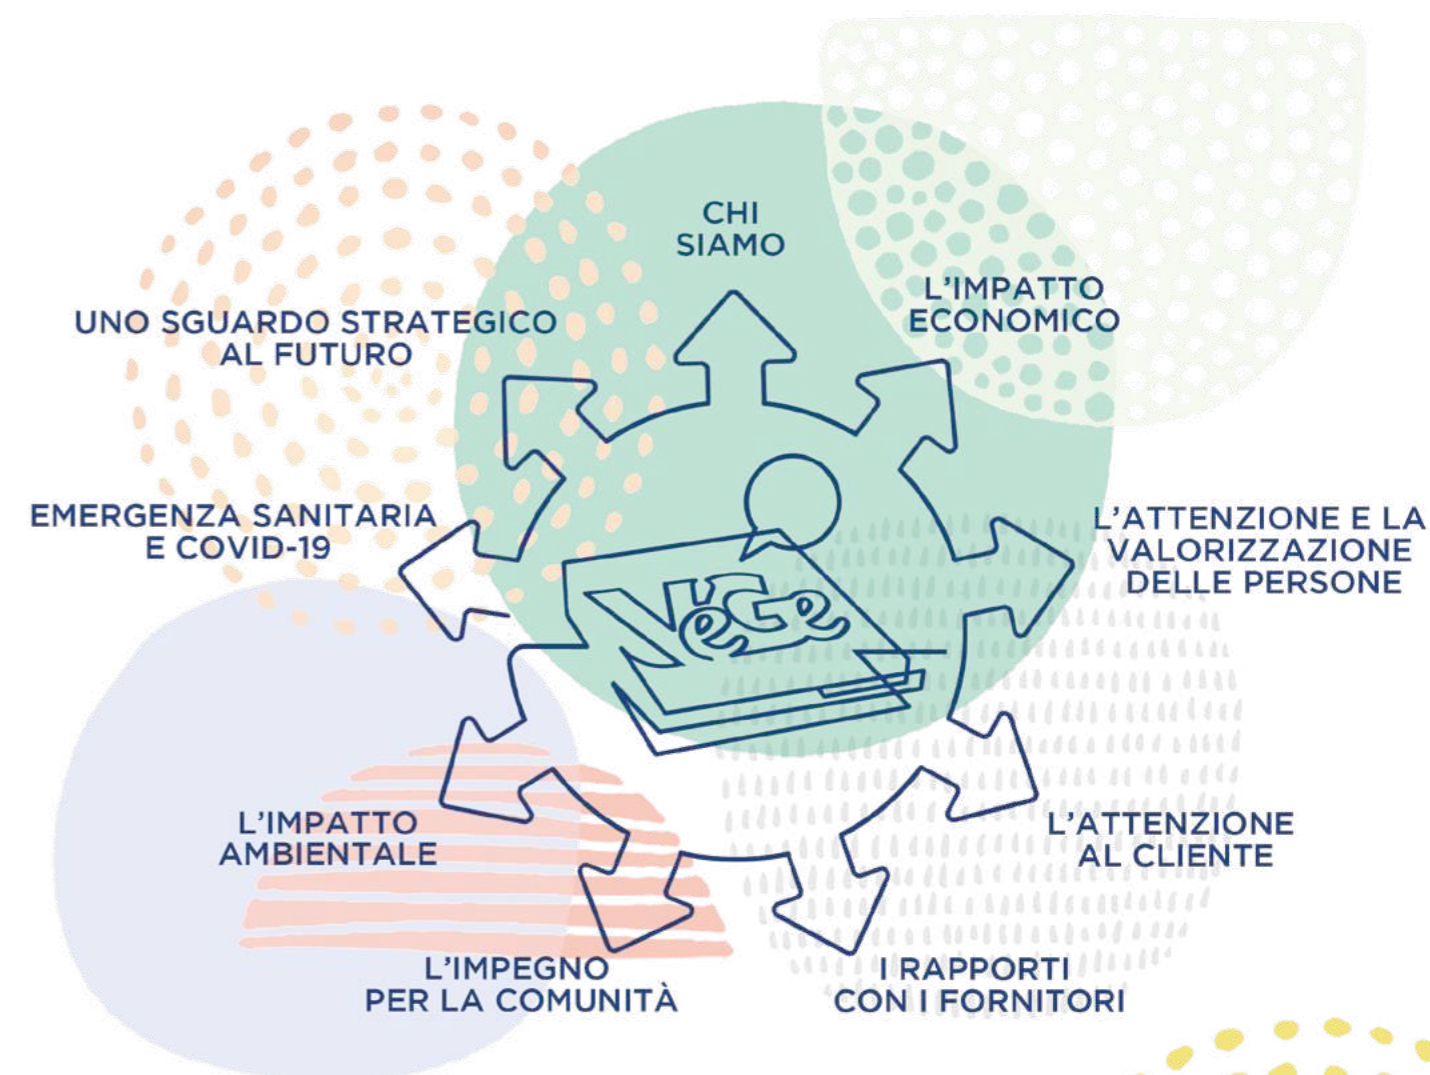 CHI
SIAMO
L'IMPATTO
ECONOMICO
L'ATTENZIONE E LA
VALORIZZAZIONE
DELLE PERSONE
L'ATTENZIONE
AL CLIENTE
I RAPPORTI
CON I FORNITORI
L'IMPEGNO
PER LA COMUNITÀ
L'IMPATTO
AMBIENTALE
EMERGENZA SANITARIA
E COVID-19
UNO SGUARDO STRATEGICO
AL FUTURO
VéGé